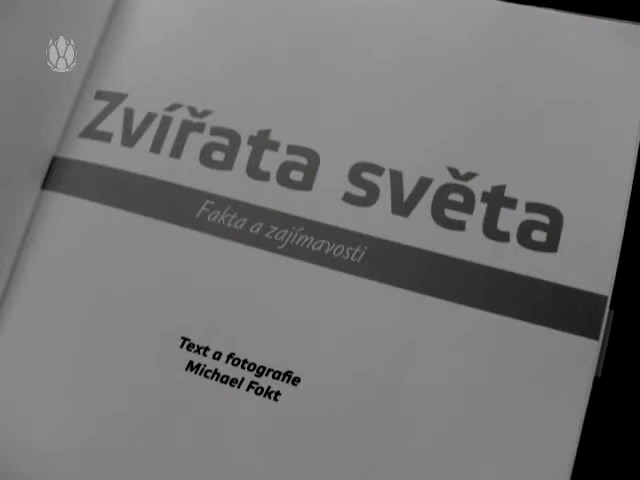 Zvířata světa
Fakta a zajímavosti
Text a fotografie
Michael Fokt